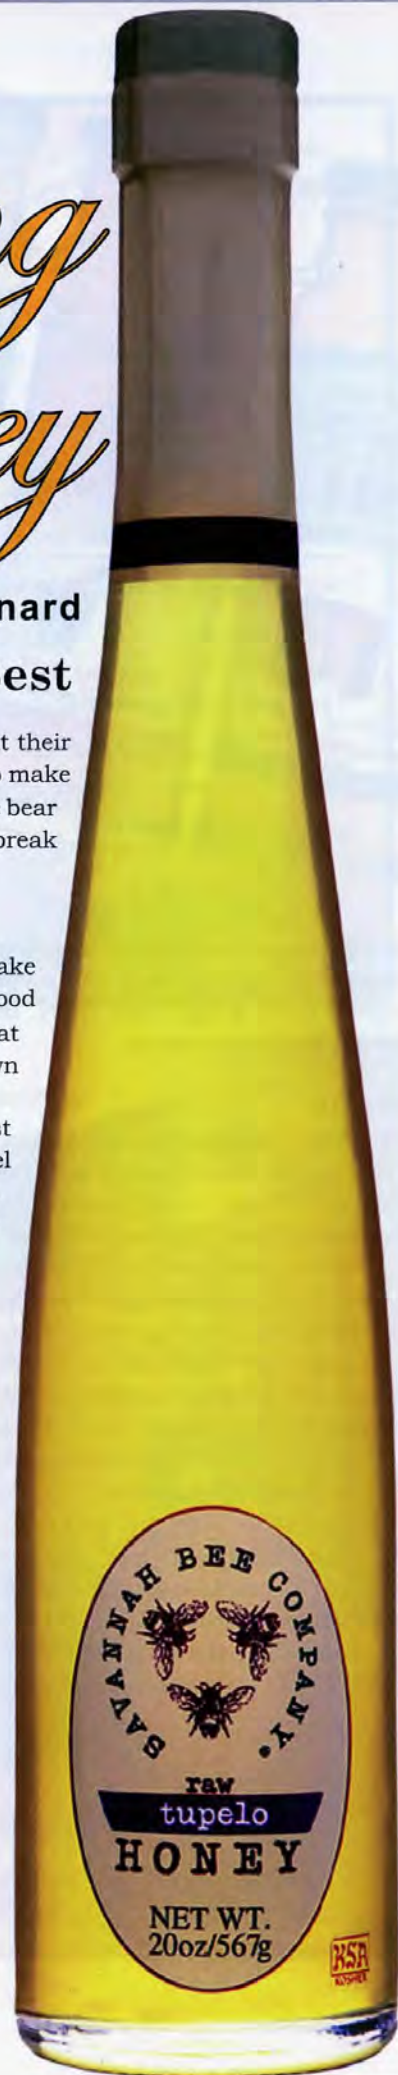 g
ey
nard
est
t their
make
bear
break
ake
ood
at
vn
t
el
SAVANNAH BEE COMPANY®
raw
tupelo
HONEY
NET WT.
20oz/567g
KSA
KOSHER